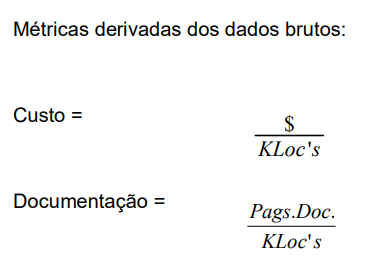 Métricas derivadas dos dados brutos:
Custo =
$
KLoc's
Documentação =
Pags.Doc.
KLoc's